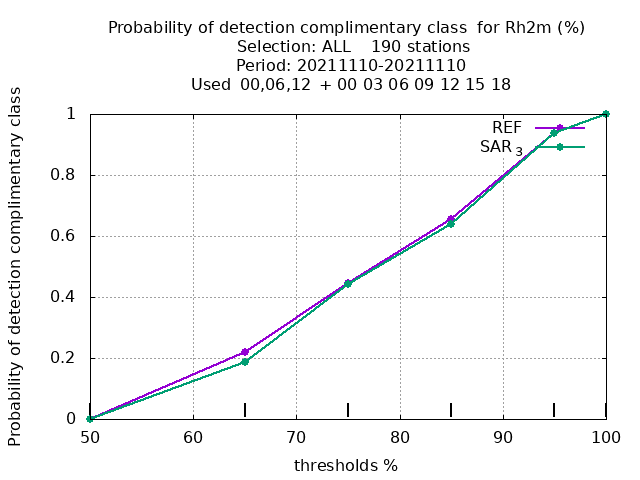 Probability of detection complimentary class  for Rh2m (%)
Selection: ALL    190 stations
Period: 20211110-20211110
Used  00,06,12  + 00 03 06 09 12 15 18
Probability of detection complimentary class
1
0.8
0.6
0.4
0.2
0
REF
SAR 3
50
60
70
80
90
100
thresholds %